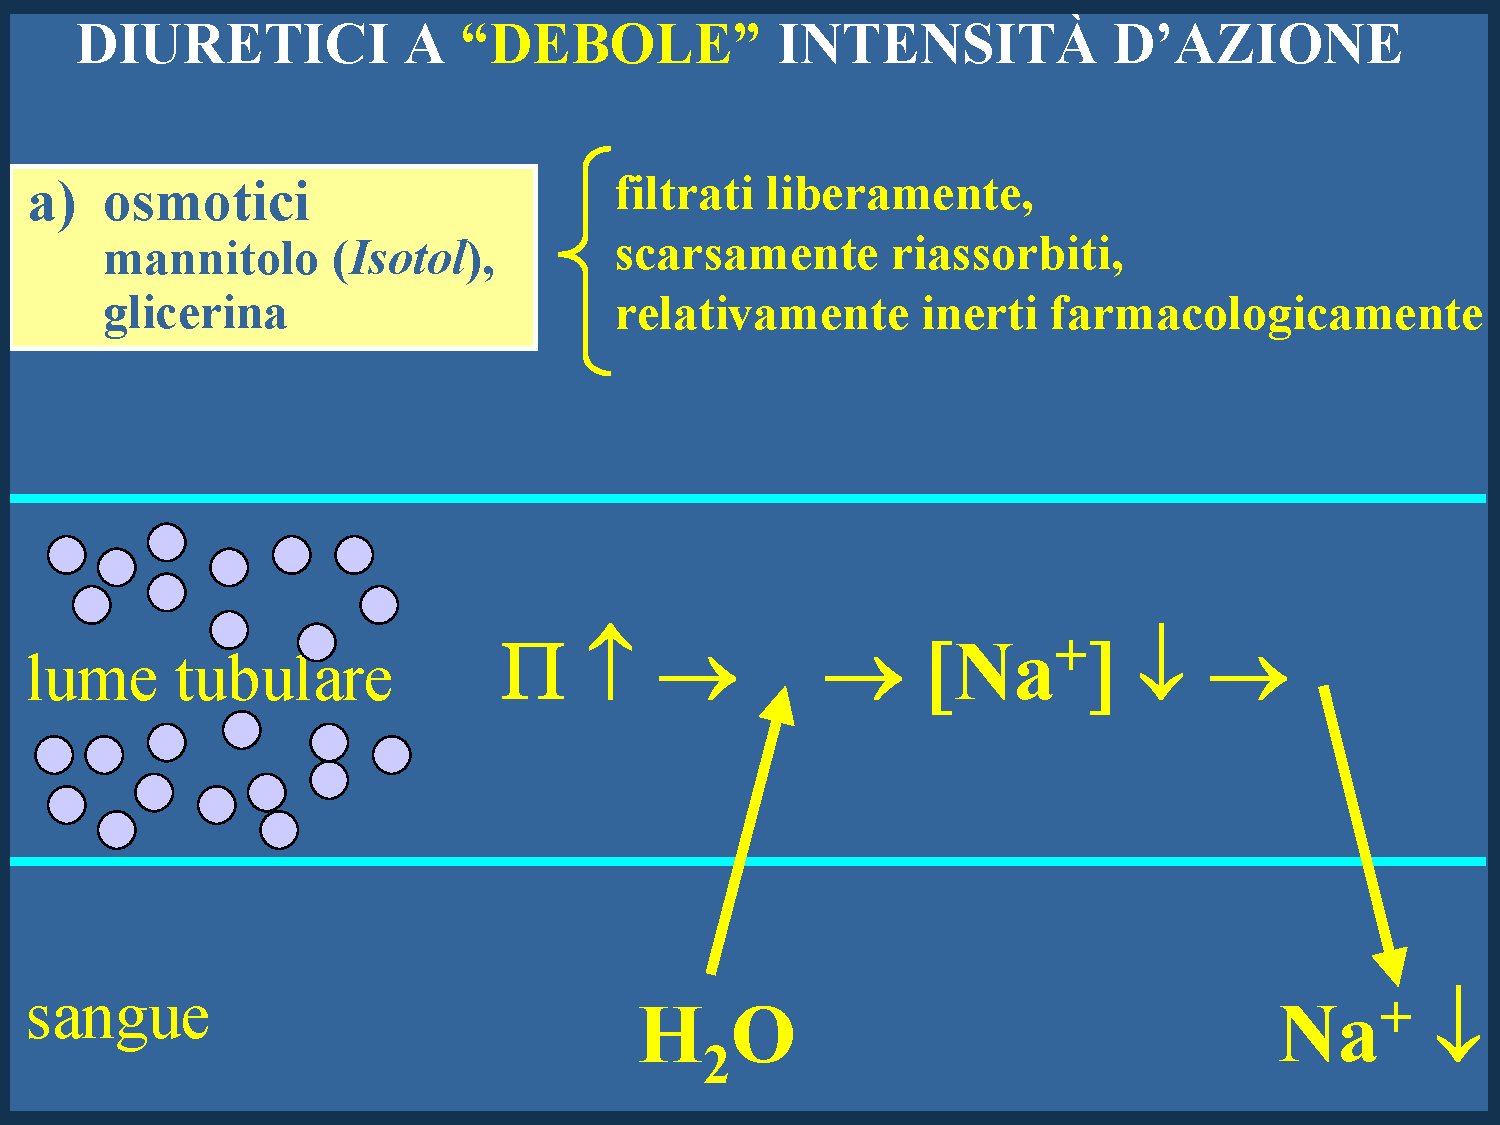 DIURETICI A “DEBOLE” INTENSITÀ D’AZIONE
a) osmotici
mannitolo (Isotol),
glicerina
filtrati liberamente,
scarsamente riassorbiti,
relativamente inerti farmacologicamente
lume tubulare
Π ↑ → → [Na⁺] ↓ →
sangue
H₂O
Na⁺ ↓